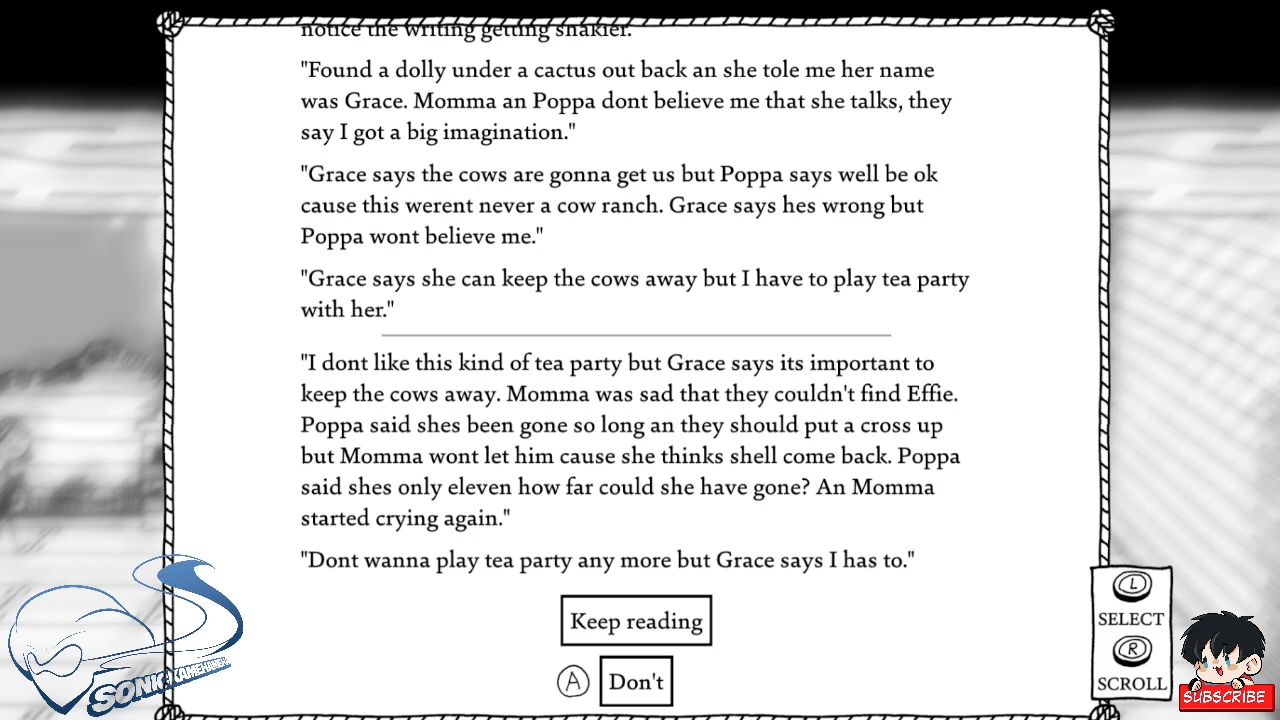 notice the writing getting shakier.
"Found a dolly under a cactus out back an she tole me her name
was Grace. Momma an Poppa dont believe me that she talks, they
say I got a big imagination."
"Grace says the cows are gonna get us but Poppa says well be ok
cause this werent never a cow ranch. Grace says hes wrong but
Poppa wont believe me."
"Grace says she can keep the cows away but I have to play tea party
with her."
"I dont like this kind of tea party but Grace says its important to
keep the cows away. Momma was sad that they couldn't find Effie.
Poppa said shes been gone so long an they should put a cross up
but Momma wont let him cause she thinks shell come back. Poppa
said shes only eleven how far could she have gone? An Momma
started crying again."
"Dont wanna play tea party any more but Grace says I has to."
Keep reading
A Don't
L
SELECT
R
SCROLL
SONICKAMEHAMEHA
SUBSCRIBE